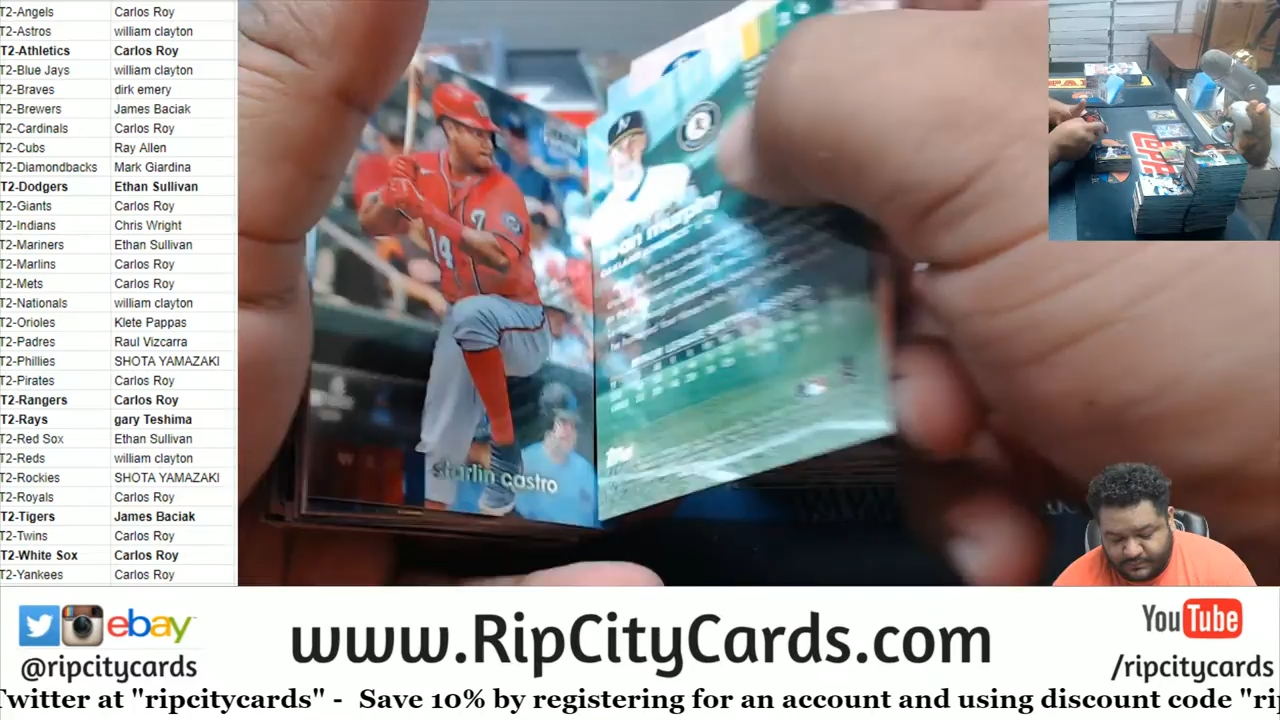 T2-Angels Carlos Roy
T2-Astros william clayton
T2-Athletics Carlos Roy
T2-Blue Jays william clayton
T2-Braves dirk emery
T2-Brewers James Baciak
T2-Cardinals Carlos Roy
T2-Cubs Ray Allen
T2-Diamondbacks Mark Giardina
T2-Dodgers Ethan Sullivan
T2-Giants Carlos Roy
T2-Indians Chris Wright
T2-Mariners Ethan Sullivan
T2-Marlins Carlos Roy
T2-Mets Carlos Roy
T2-Nationals william clayton
T2-Orioles Klete Pappas
T2-Padres Raul Vizcarra
T2-Phillies SHOTA YAMAZAKI
T2-Pirates Carlos Roy
T2-Rangers Carlos Roy
T2-Rays gary Teshima
T2-Red Sox Ethan Sullivan
T2-Reds william clayton
T2-Rockies SHOTA YAMAZAKI
T2-Royals Carlos Roy
T2-Tigers James Baciak
T2-Twins Carlos Roy
T2-White Sox Carlos Roy
T2-Yankees Carlos Roy
14
starlin castro
sean murphy
ebay
@ripcitycards
www.RipCityCards.com
YouTube
/ripcitycards
Twitter at "ripcitycards" - Save 10% by registering for an account and using discount code "rip